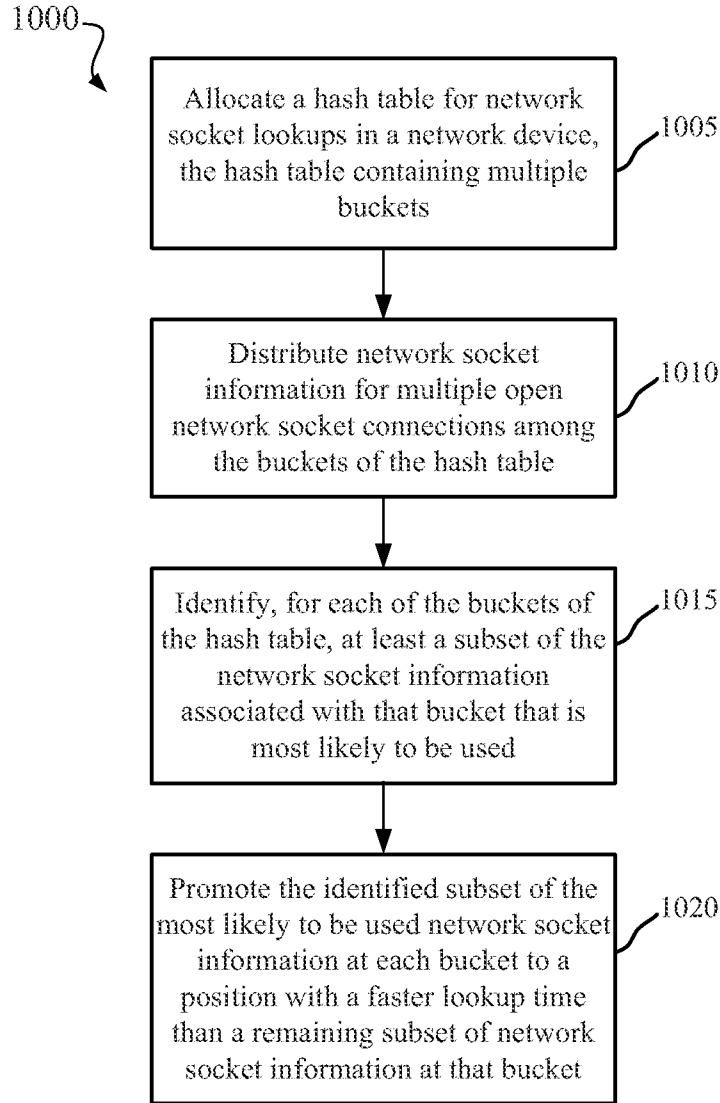 1000
Allocate a hash table for network
socket lookups in a network device,
the hash table containing multiple
buckets
1005
Distribute network socket
information for multiple open
network socket connections among
the buckets of the hash table
1010
Identify, for each of the buckets of
the hash table, at least a subset of the
network socket information
associated with that bucket that is
most likely to be used
1015
Promote the identified subset of the
most likely to be used network socket
information at each bucket to a
position with a faster lookup time
than a remaining subset of network
socket information at that bucket
1020